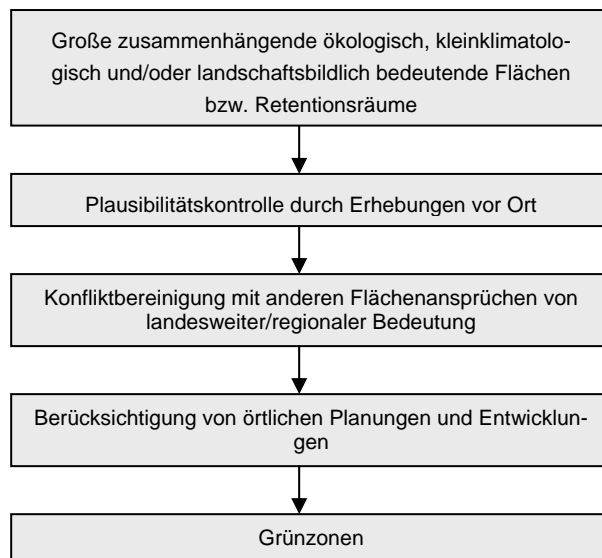 Große zusammenhängende ökologisch, kleinklimatolo-
gisch und/oder landschaftsbildlich bedeutende Flächen
bzw. Retentionsräume
Plausibilitätskontrolle durch Erhebungen vor Ort
Konfliktbereinigung mit anderen Flächenansprüchen von
landesweiter/regionaler Bedeutung
Berücksichtigung von örtlichen Planungen und Entwicklun-
gen
Grünzonen